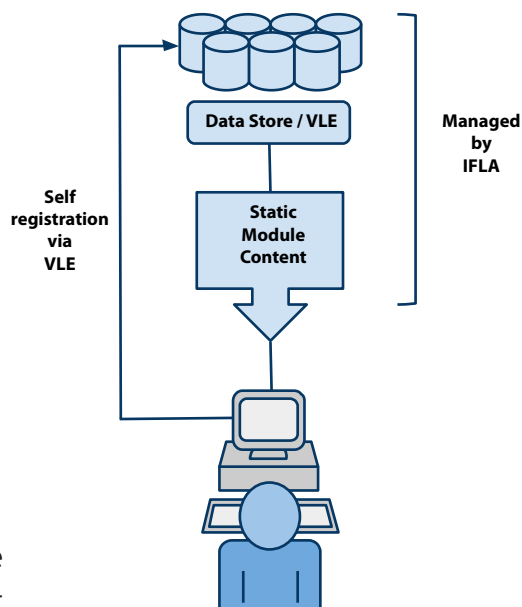 Data Store / VLE
Managed
by
IFLA
Self
registration
via
VLE
Static
Module
Content
e